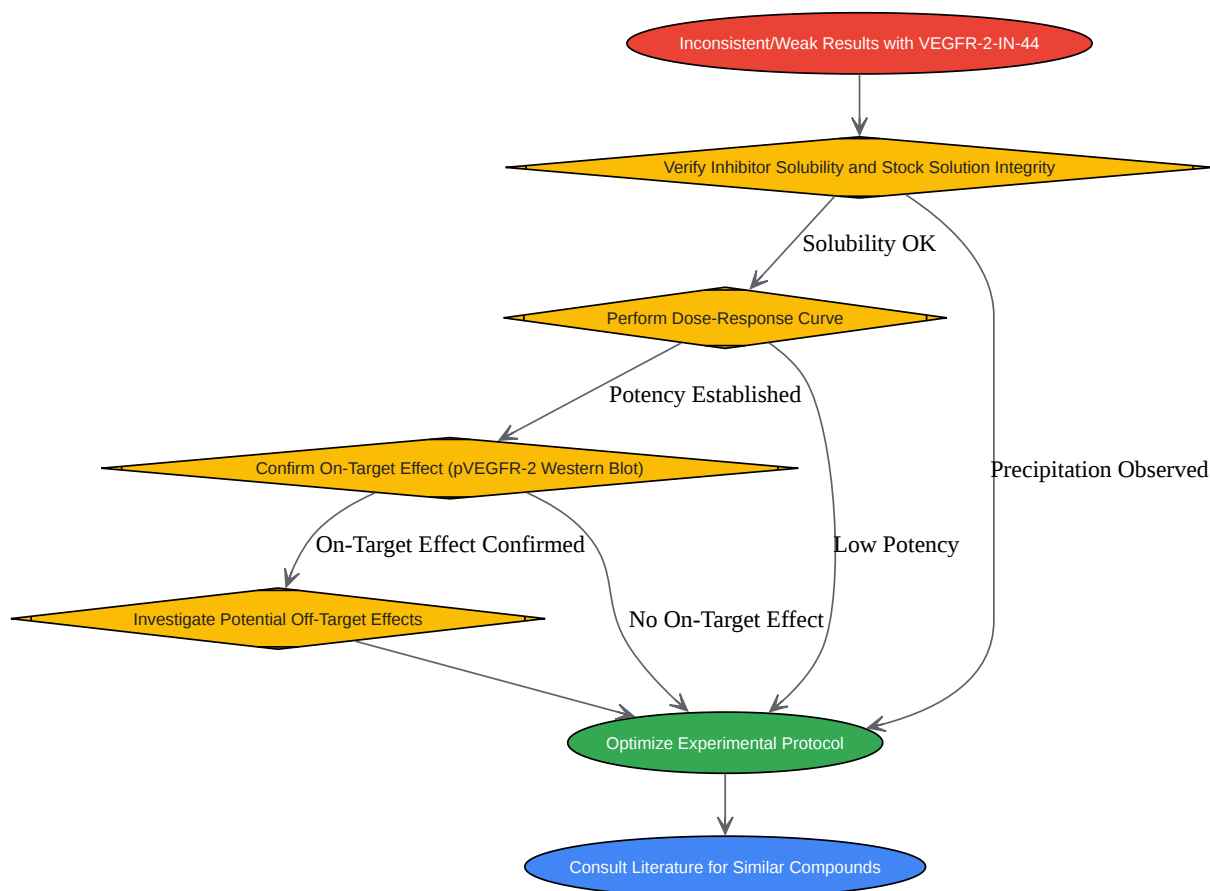 Inconsistent/Weak Results with VEGFR-2-IN-44
Verify Inhibitor Solubility and Stock Solution Integrity
Solubility OK
Perform Dose-Response Curve
Potency Established
Confirm On-Target Effect (pVEGFR-2 Western Blot)
Precipitation Observed
On-Target Effect Confirmed
Low Potency
Investigate Potential Off-Target Effects
No On-Target Effect
Optimize Experimental Protocol
Consult Literature for Similar Compounds